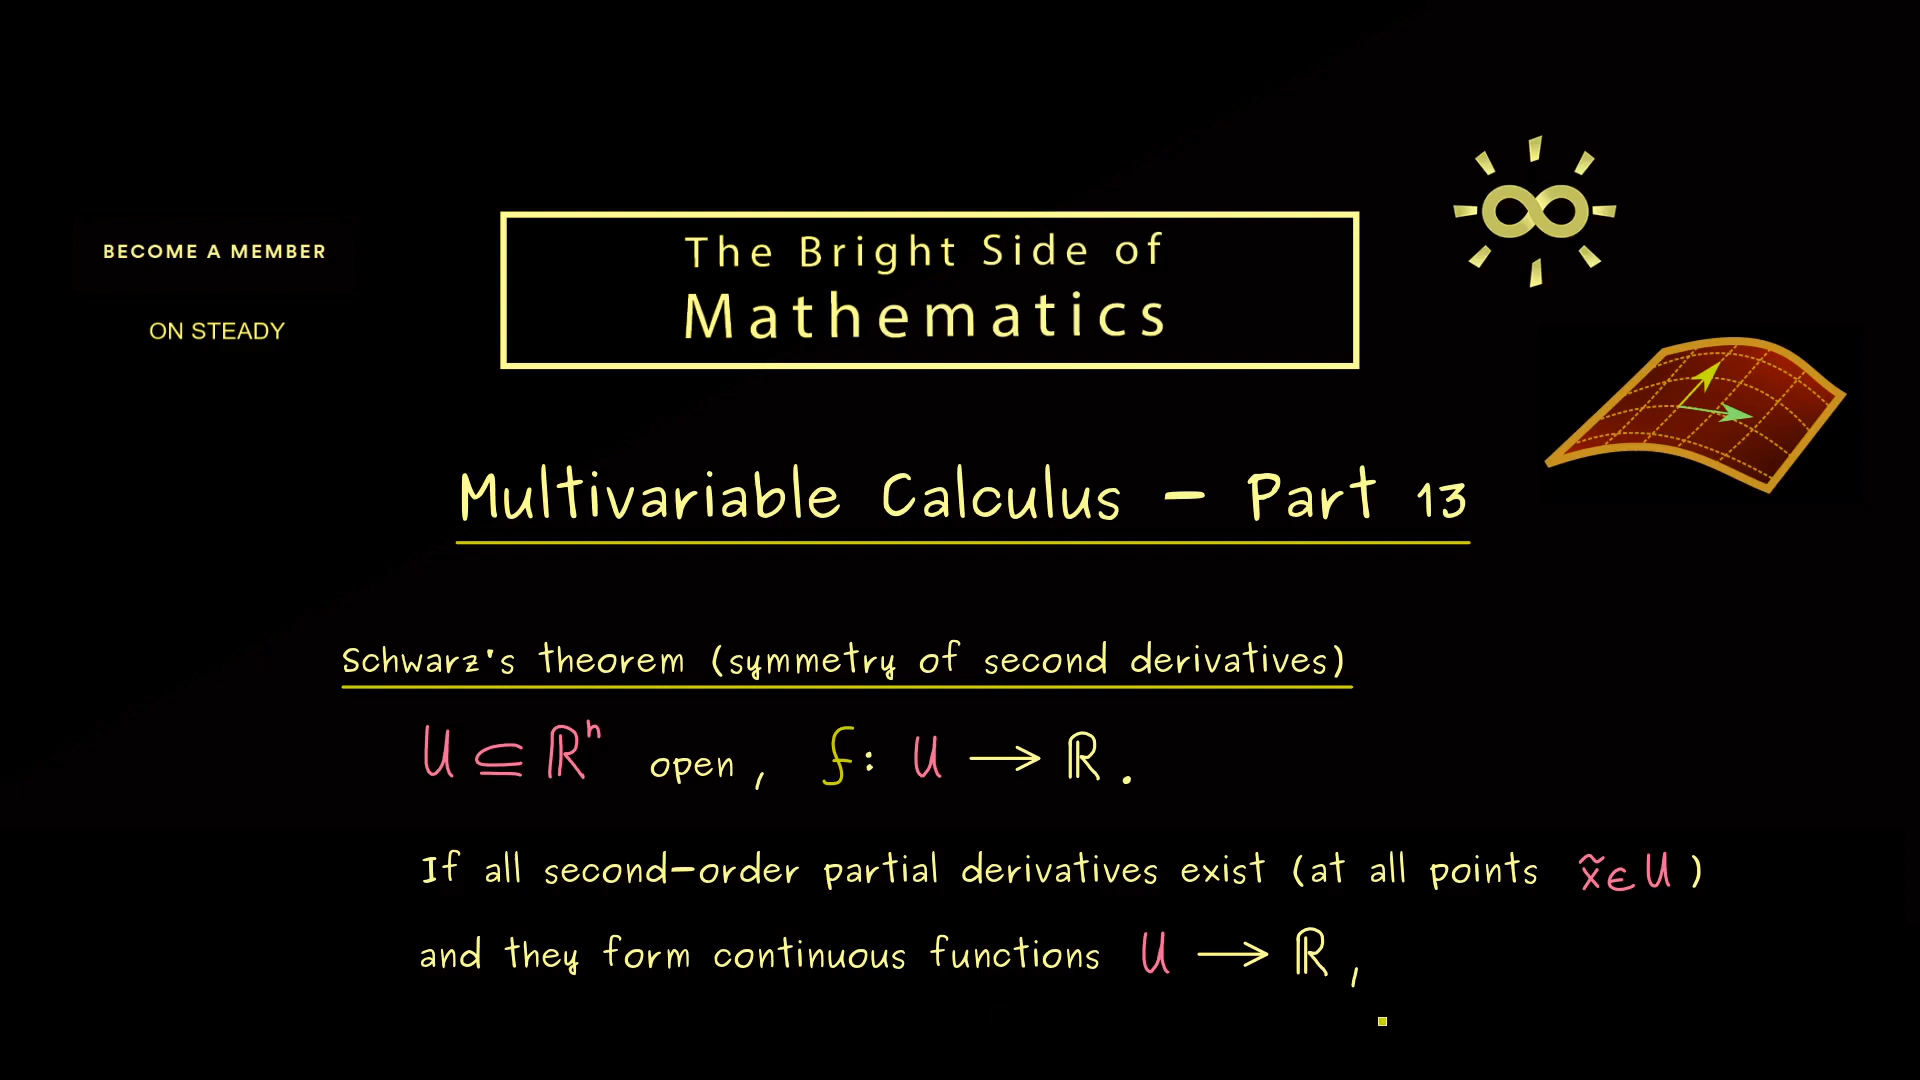 BECOME A MEMBER
ON STEADY
The Bright Side of
Mathematics
Multivariable Calculus – Part 13
Schwarz's theorem (symmetry of second derivatives)
U ⊆ ℝⁿ open, f: U ⟶ ℝ.
If all second-order partial derivatives exist (at all points x̃ ∈ U)
and they form continuous functions U ⟶ ℝ,